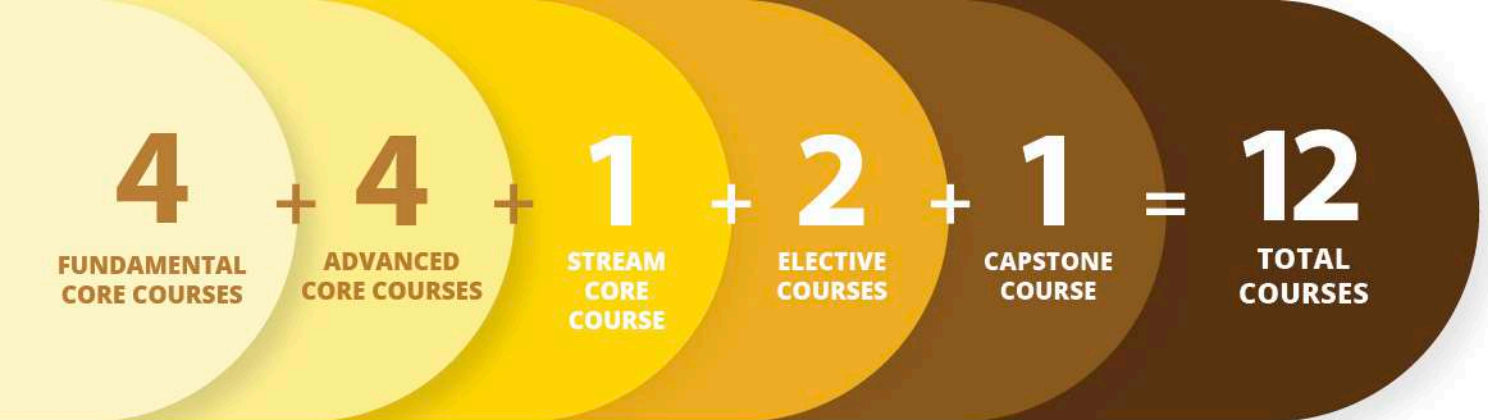 4
FUNDAMENTAL
CORE COURSES
+
4
ADVANCED
CORE COURSES
+
1
STREAM
CORE
COURSE
+
2
ELECTIVE
COURSES
+
1
CAPSTONE
COURSE
=
12
TOTAL
COURSES